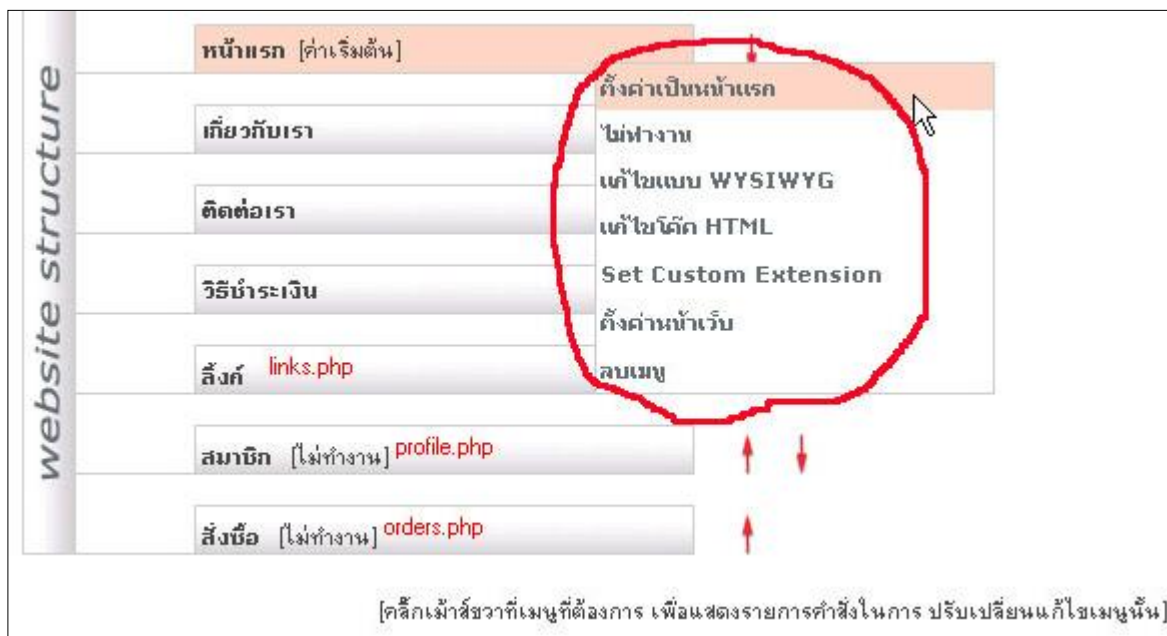 website structure
หน้าแรก [ค่าเริ่มต้น]
เกี่ยวกับเรา
ติดต่อเรา
วิธีชำระเงิน
ลิ้งค์ links.php
สมาชิก [ไม่ทำงาน] profile.php
สั่งซื้อ [ไม่ทำงาน] orders.php
ตั้งค่าเป็นหน้าแรก
ไม่ทำงาน
แก้ไขแบบ WYSIWYG
แก้ไขโค๊ด HTML
Set Custom Extension
ตั้งค่าหน้าเว็บ
ลบเมนู
[คลิ๊กเม้าส์ขวาที่เมนูที่ต้องการ เพื่อแสดงรายการคำสั่งในการ ปรับเปลี่ยนแก้ไขเมนูนั้น]